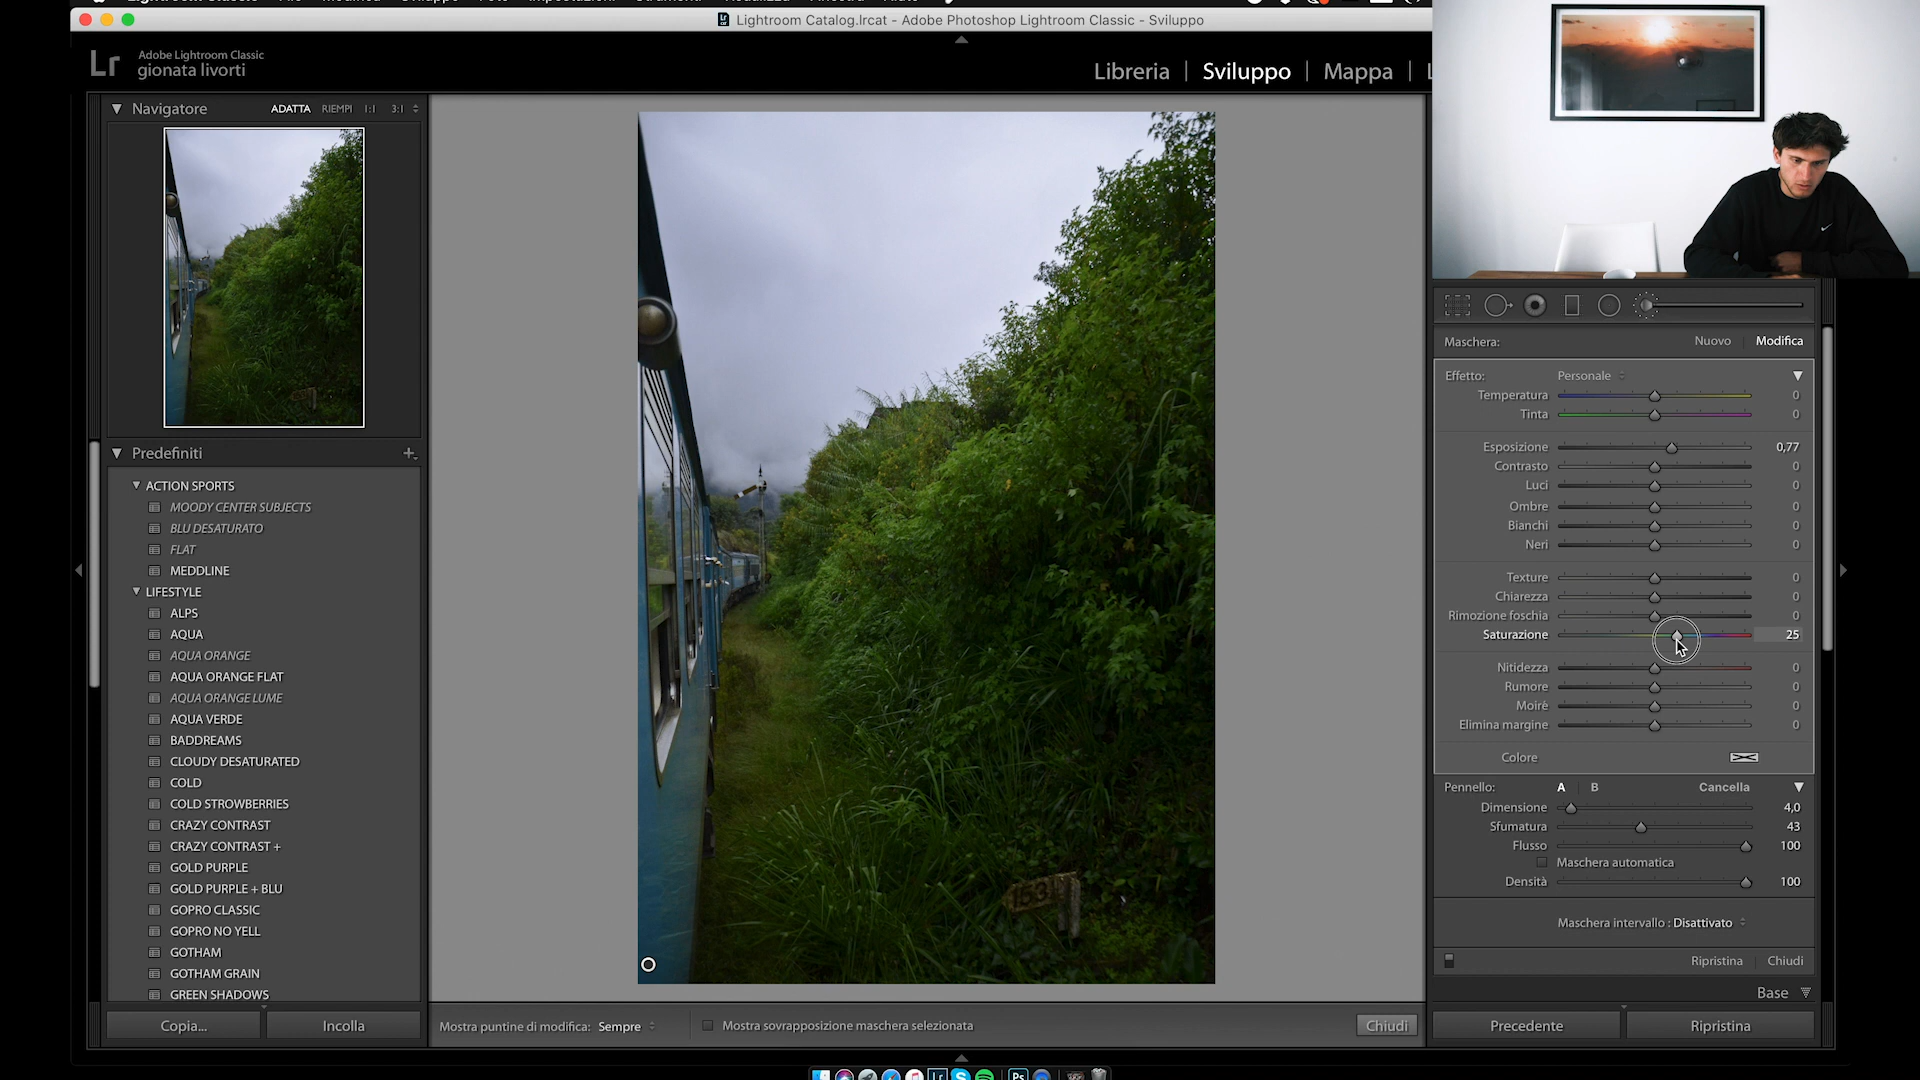 Lightroom Catalog.lrcat - Adobe Photoshop Lightroom Classic - Sviluppo
Lr
Adobe Lightroom Classic
gionata livorti
Libreria | Sviluppo | Mappa |
Navigatore ADATTA RIEMPI 1:1 3:1
Predefiniti
ACTION SPORTS
MOODY CENTER SUBJECTS
BLU DESATURATO
FLAT
MEDDLINE
LIFESTYLE
ALPS
AQUA
AQUA ORANGE
AQUA ORANGE FLAT
AQUA ORANGE LUME
AQUA VERDE
BADDREAMS
CLOUDY DESATURATED
COLD
COLD STROWBERRIES
CRAZY CONTRAST
CRAZY CONTRAST +
GOLD PURPLE
GOLD PURPLE + BLU
GOPRO CLASSIC
GOPRO NO YELL
GOTHAM
GOTHAM GRAIN
GREEN SHADOWS
Copia... Incolla
153
Mostra puntine di modifica: Sempre
Mostra sovrapposizione maschera selezionata
Chiudi
Maschera: Nuovo Modifica
Effetto: Personale
Temperatura 0
Tinta 0
Esposizione 0,77
Contrasto 0
Luci 0
Ombre 0
Bianchi 0
Neri 0
Texture 0
Chiarezza 0
Rimozione foschia 0
Saturazione 25
Nitidezza 0
Rumore 0
Moiré 0
Elimina margine 0
Colore
Pennello: A B Cancella
Dimensione 4,0
Sfumatura 43
Flusso 100
Maschera automatica
Densità 100
Maschera intervallo : Disattivato
Ripristina Chiudi
Base
Precedente Ripristina
Lr
Ps